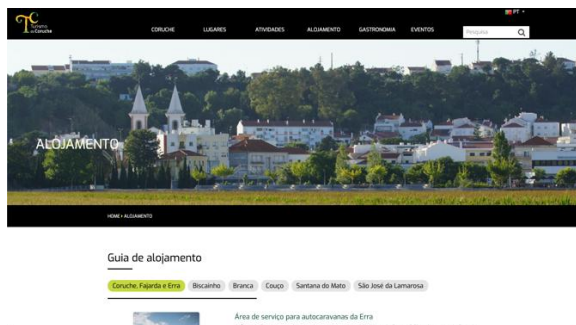 PT
Turismo
de Coruche
CORUCHE LUGARES ATIVIDADES ALOJAMENTO GASTRONOMIA EVENTOS
Pesquisa
ALOJAMENTO
HOME > ALOJAMENTO
Guia de alojamento
Coruche, Fajarda e Erra Biscainho Branca Couço Santana do Mato São José da Lamarosa
Área de serviço para autocaravanas da Erra